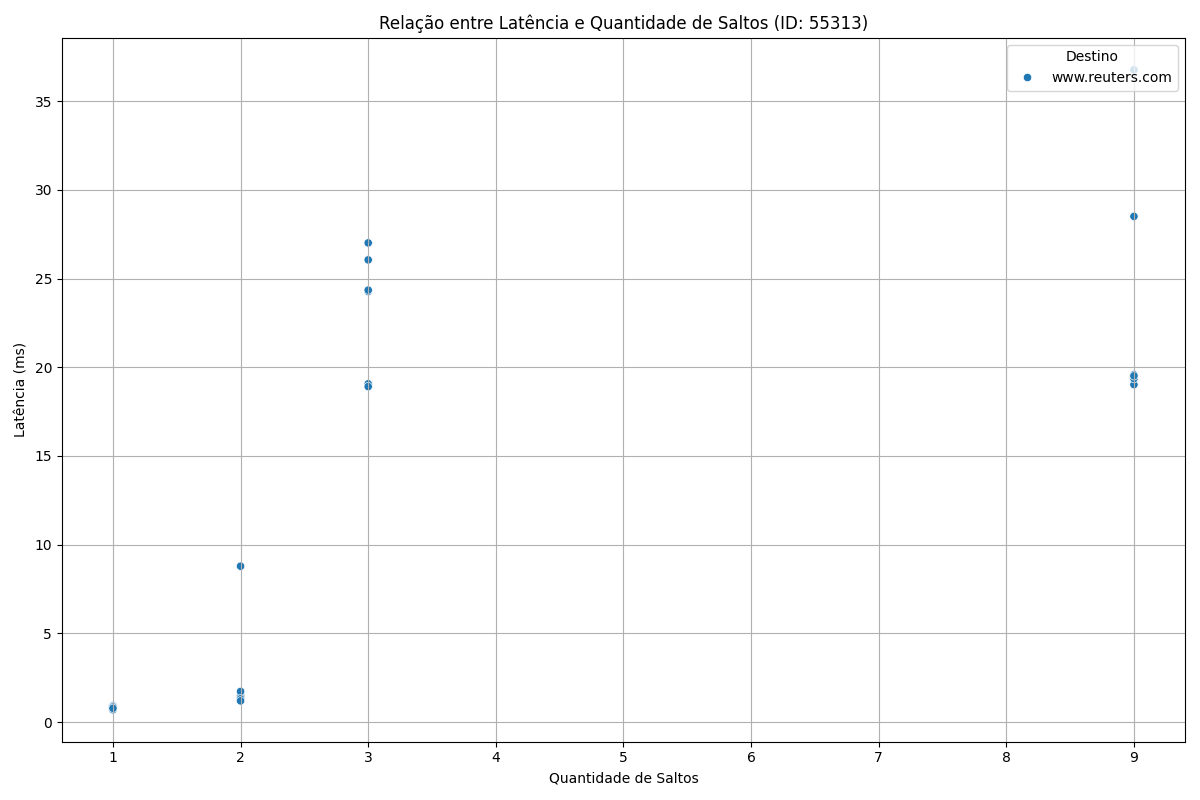 Relação entre Latência e Quantidade de Saltos (ID: 55313)
Destino
www.reuters.com
35
30
25
20
15
10
5
0
Latência (ms)
1 2 3 4 5 6 7 8 9
Quantidade de Saltos